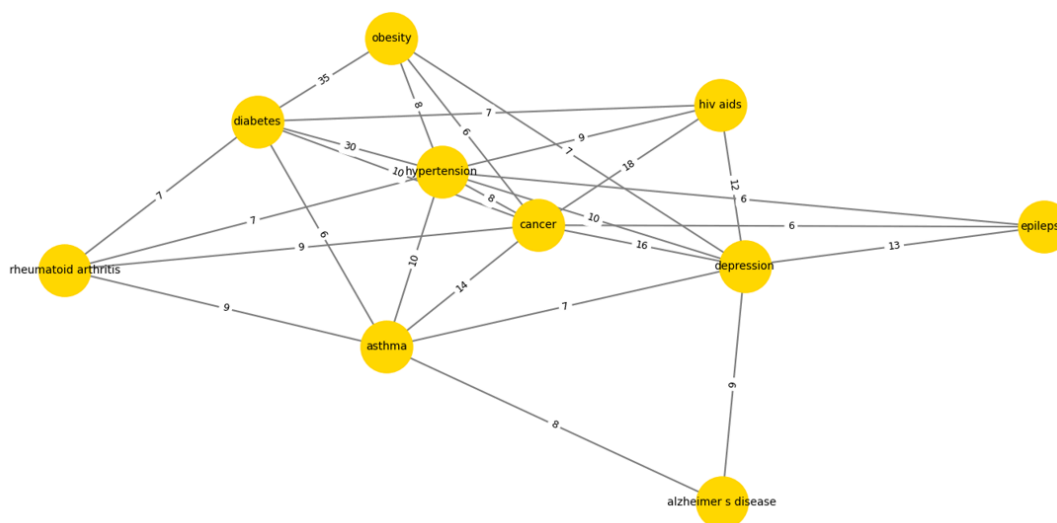 obesity
35
8
hiv aids
7
diabetes
6
9
30
7
18
10
hypertension
12
7
8
6
7
10
cancer
6
epileps
16
6
9
13
depression
10
rheumatoid arthritis
14
9
7
asthma
6
8
alzheimer s disease